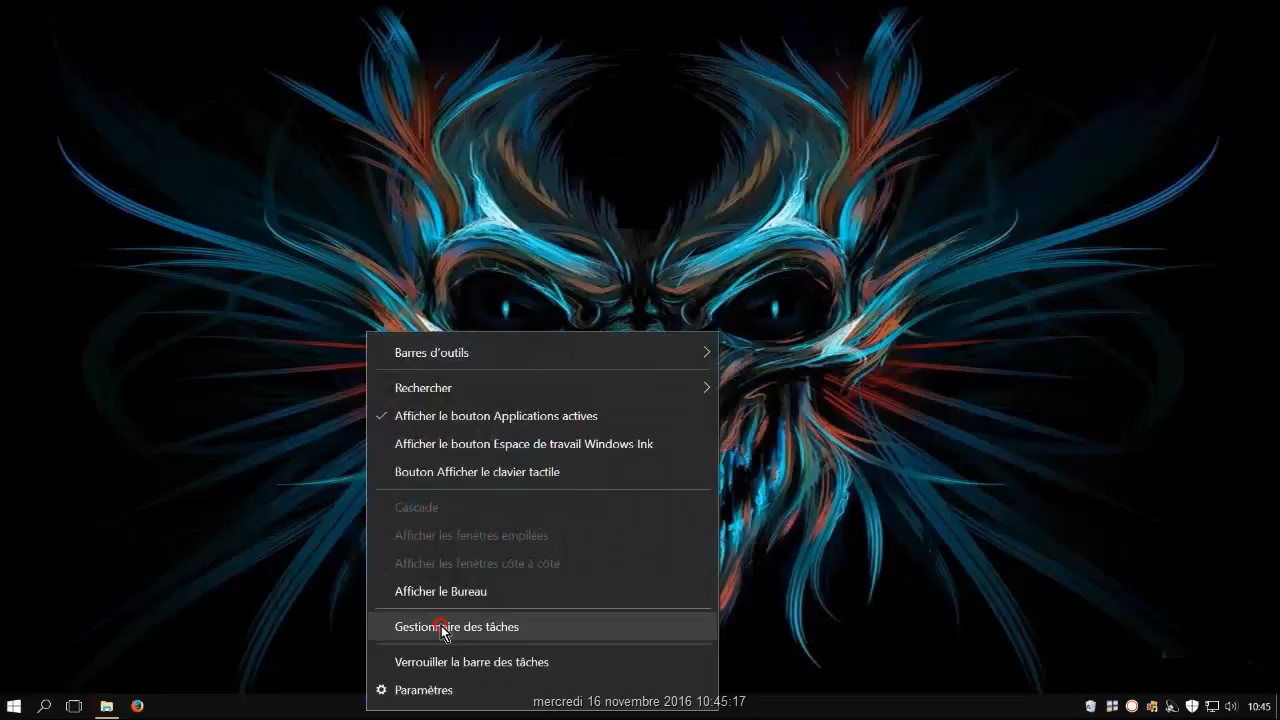 Barres d'outils
Rechercher
Afficher le bouton Applications actives
Afficher le bouton Espace de travail Windows Ink
Bouton Afficher le clavier tactile
Cascade
Afficher les fenêtres empilées
Afficher les fenêtres côte à côte
Afficher le Bureau
Gestionnaire des tâches
Verrouiller la barre des tâches
Paramètres
mercredi 16 novembre 2016 10:45:17
10:45